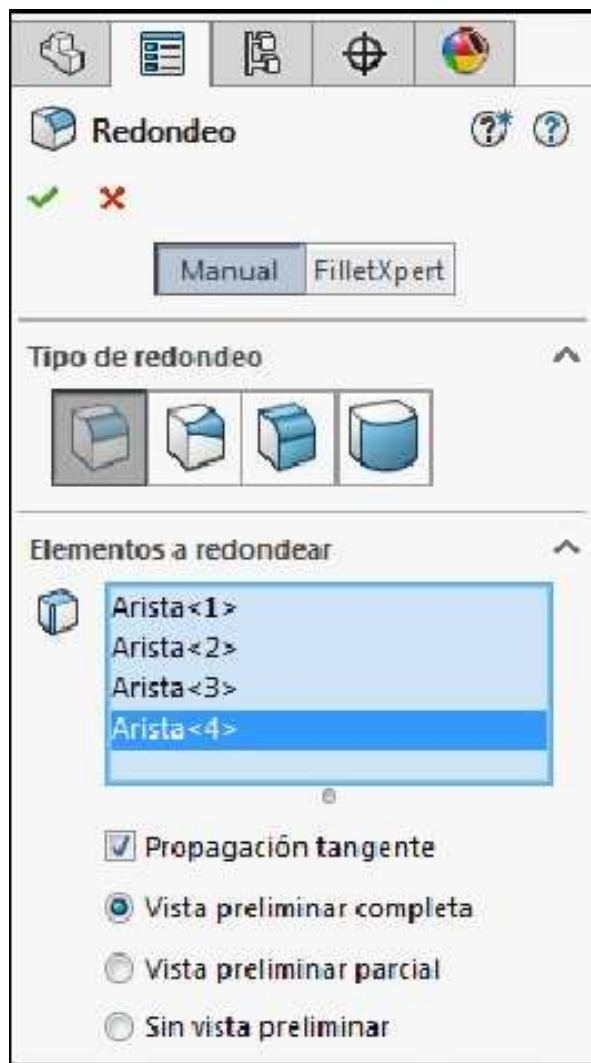 Redondeo
Manual FilletXpert
Tipo de redondeo
Elementos a redondear
Arista<1>
Arista<2>
Arista<3>
Arista<4>
Propagación tangente
Vista preliminar completa
Vista preliminar parcial
Sin vista preliminar